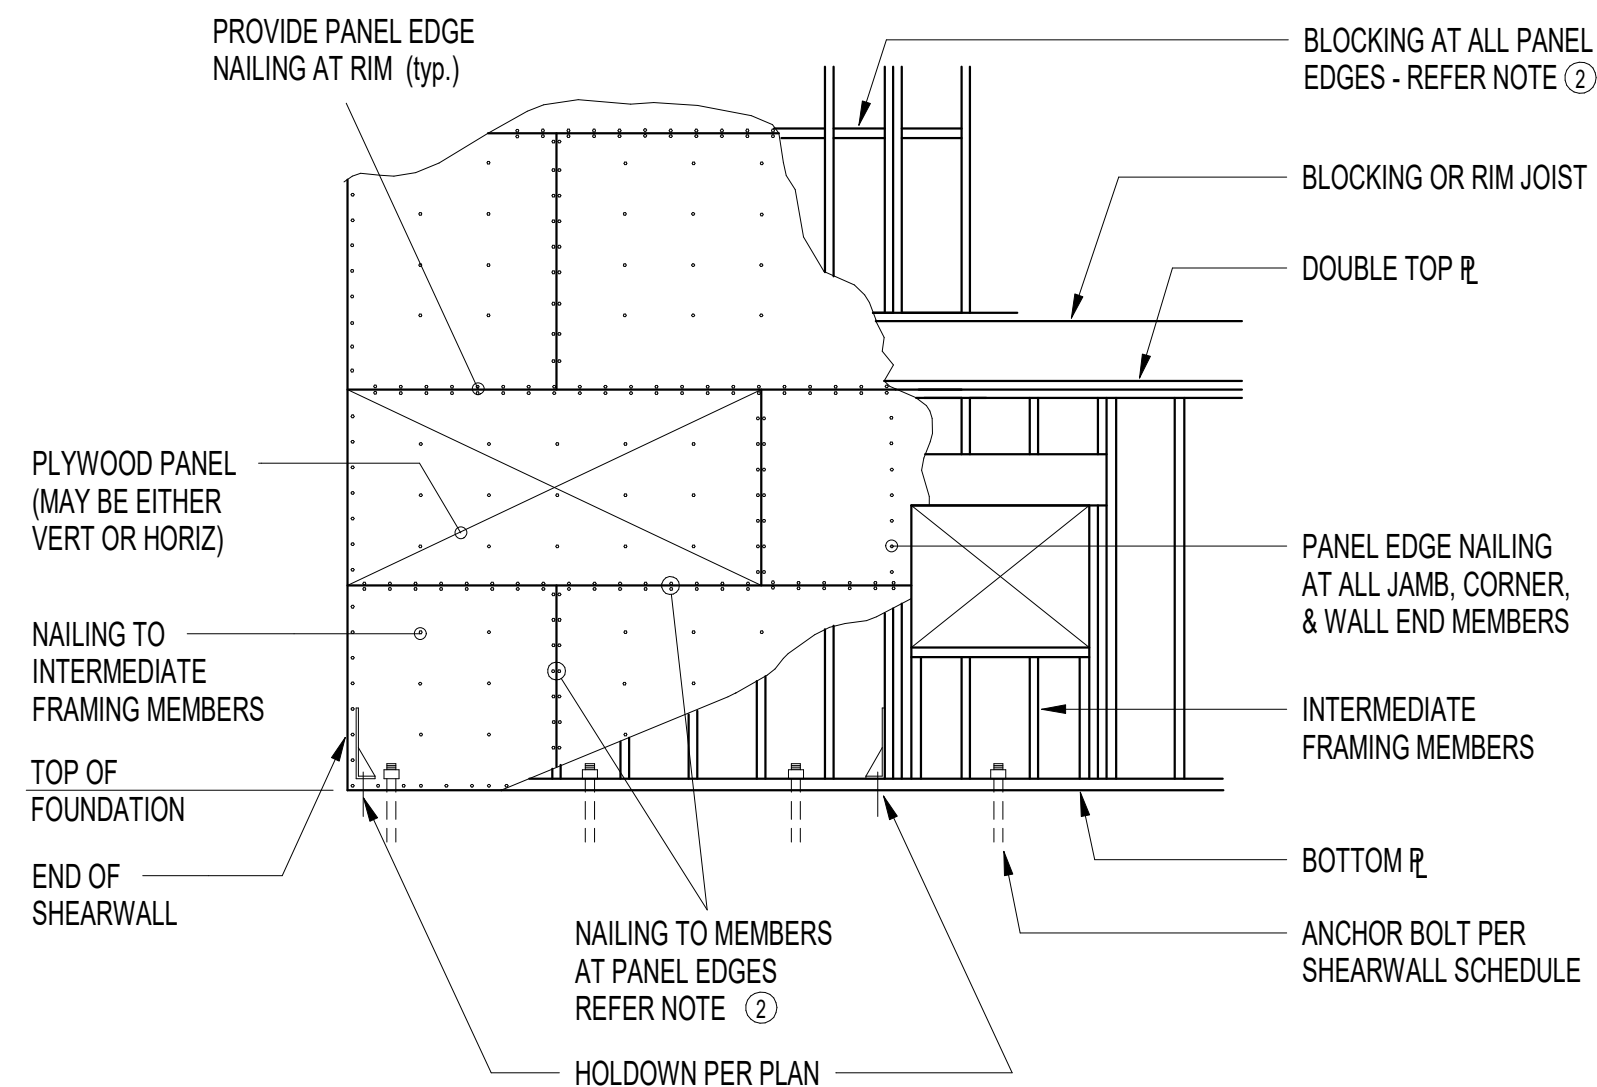 PROVIDE PANEL EDGE
NAILING AT RIM (typ.)
BLOCKING AT ALL PANEL
EDGES - REFER NOTE 2
BLOCKING OR RIM JOIST
DOUBLE TOP PL
PLYWOOD PANEL
(MAY BE EITHER
VERT OR HORIZ)
PANEL EDGE NAILING
AT ALL JAMB, CORNER,
& WALL END MEMBERS
NAILING TO
INTERMEDIATE
FRAMING MEMBERS
INTERMEDIATE
FRAMING MEMBERS
TOP OF
FOUNDATION
END OF
SHEARWALL
BOTTOM PL
NAILING TO MEMBERS
AT PANEL EDGES
REFER NOTE 2
ANCHOR BOLT PER
SHEARWALL SCHEDULE
HOLDOWN PER PLAN